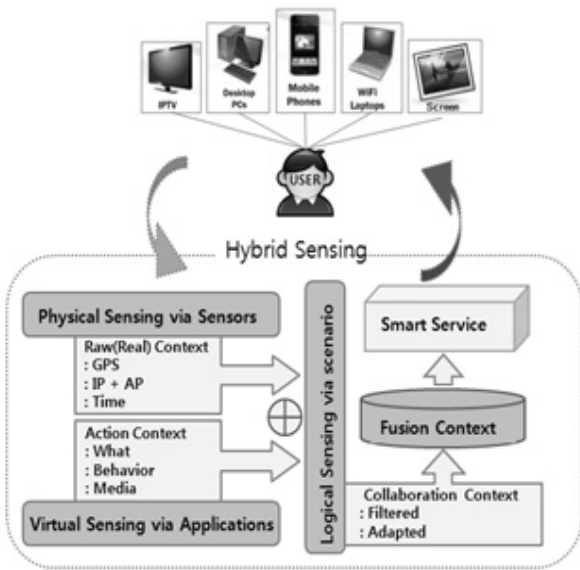 IPTV
Desktop
PCs
Mobile
Phones
WiFi
Laptops
Screen
USER
Hybrid Sensing
Physical Sensing via Sensors
Raw(Real) Context
: GPS
: IP + AP
: Time
Action Context
: What
: Behavior
: Media
Virtual Sensing via Applications
Logical Sensing via scenario
Smart Service
Fusion Context
Collaboration Context
: Filtered
: Adapted